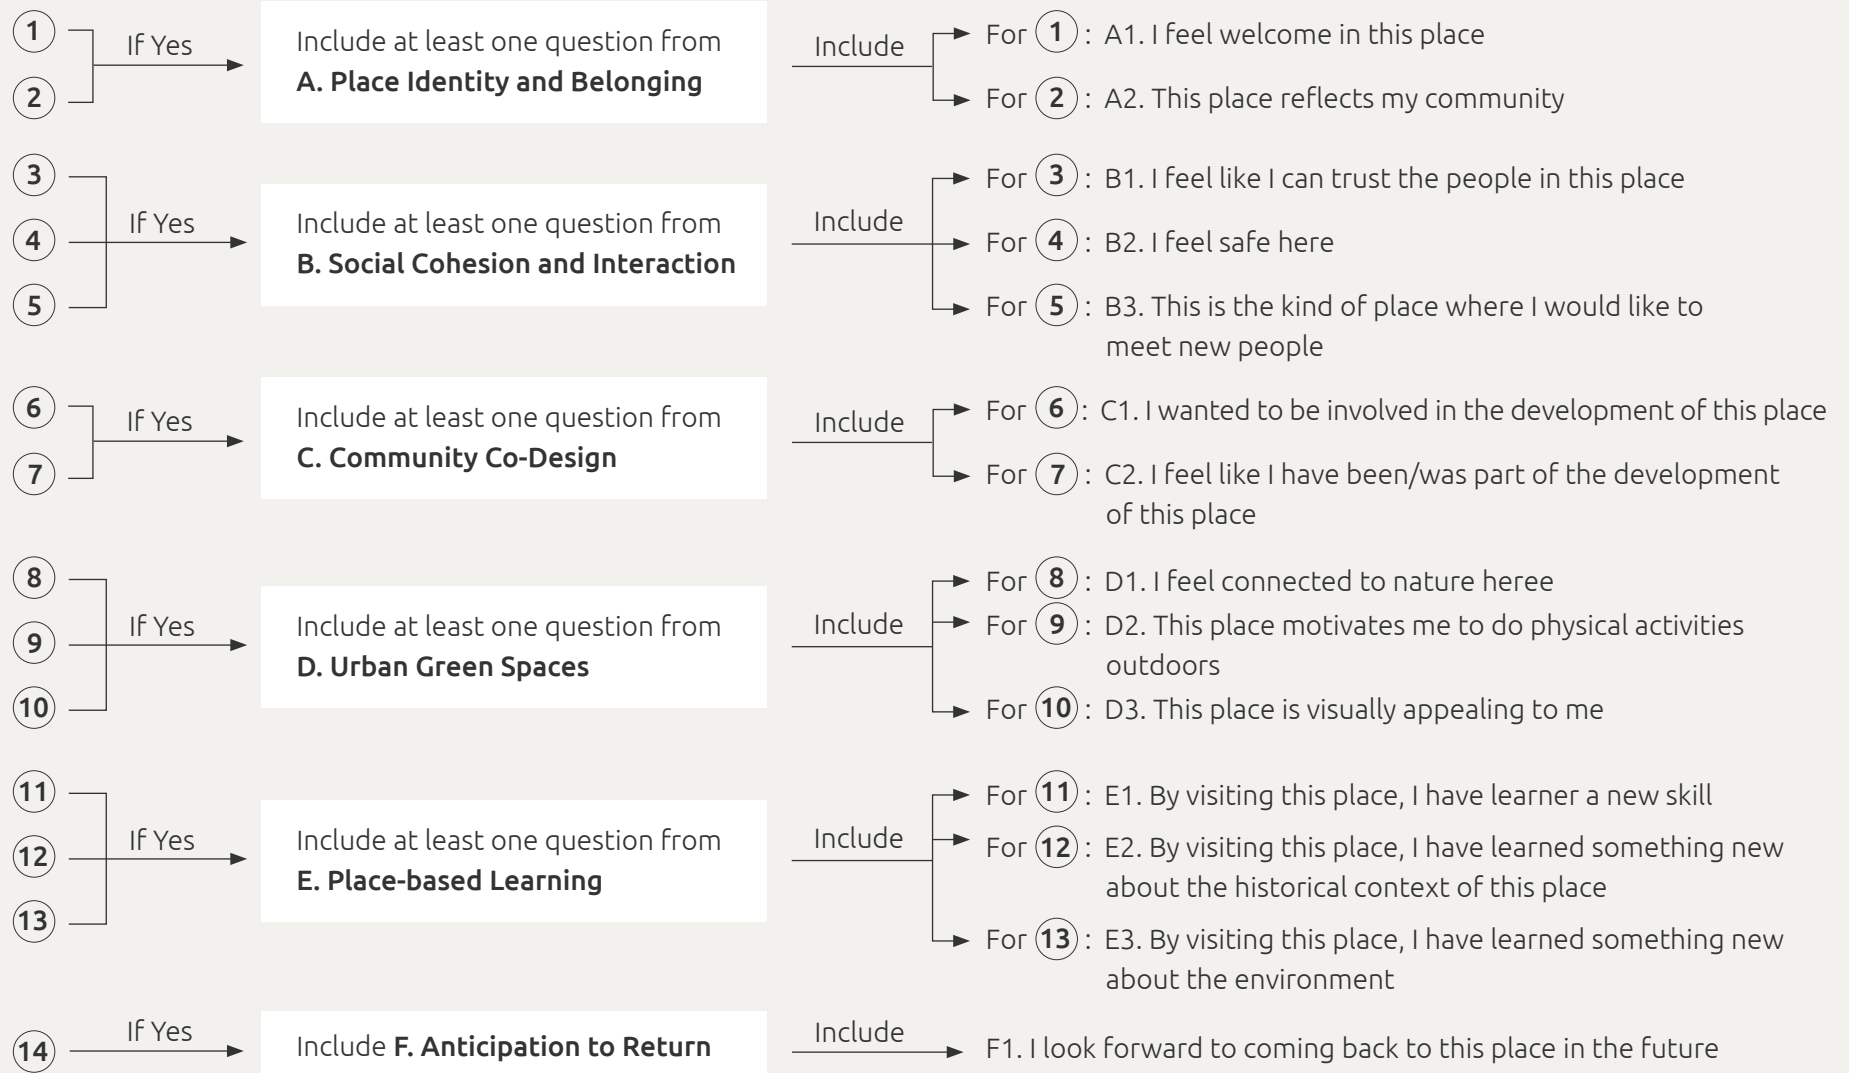 1
2
If Yes
Include at least one question from
A. Place Identity and Belonging
Include
For 1 : A1. I feel welcome in this place
For 2 : A2. This place reflects my community
3
4
5
If Yes
Include at least one question from
B. Social Cohesion and Interaction
Include
For 3 : B1. I feel like I can trust the people in this place
For 4 : B2. I feel safe here
For 5 : B3. This is the kind of place where I would like to
meet new people
6
7
If Yes
Include at least one question from
C. Community Co-Design
Include
For 6 : C1. I wanted to be involved in the development of this place
For 7 : C2. I feel like I have been/was part of the development
of this place
8
9
10
If Yes
Include at least one question from
D. Urban Green Spaces
Include
For 8 : D1. I feel connected to nature heree
For 9 : D2. This place motivates me to do physical activities
outdoors
For 10 : D3. This place is visually appealing to me
11
12
13
If Yes
Include at least one question from
E. Place-based Learning
Include
For 11 : E1. By visiting this place, I have learner a new skill
For 12 : E2. By visiting this place, I have learned something new
about the historical context of this place
For 13 : E3. By visiting this place, I have learned something new
about the environment
14
If Yes
Include F. Anticipation to Return
Include
F1. I look forward to coming back to this place in the future